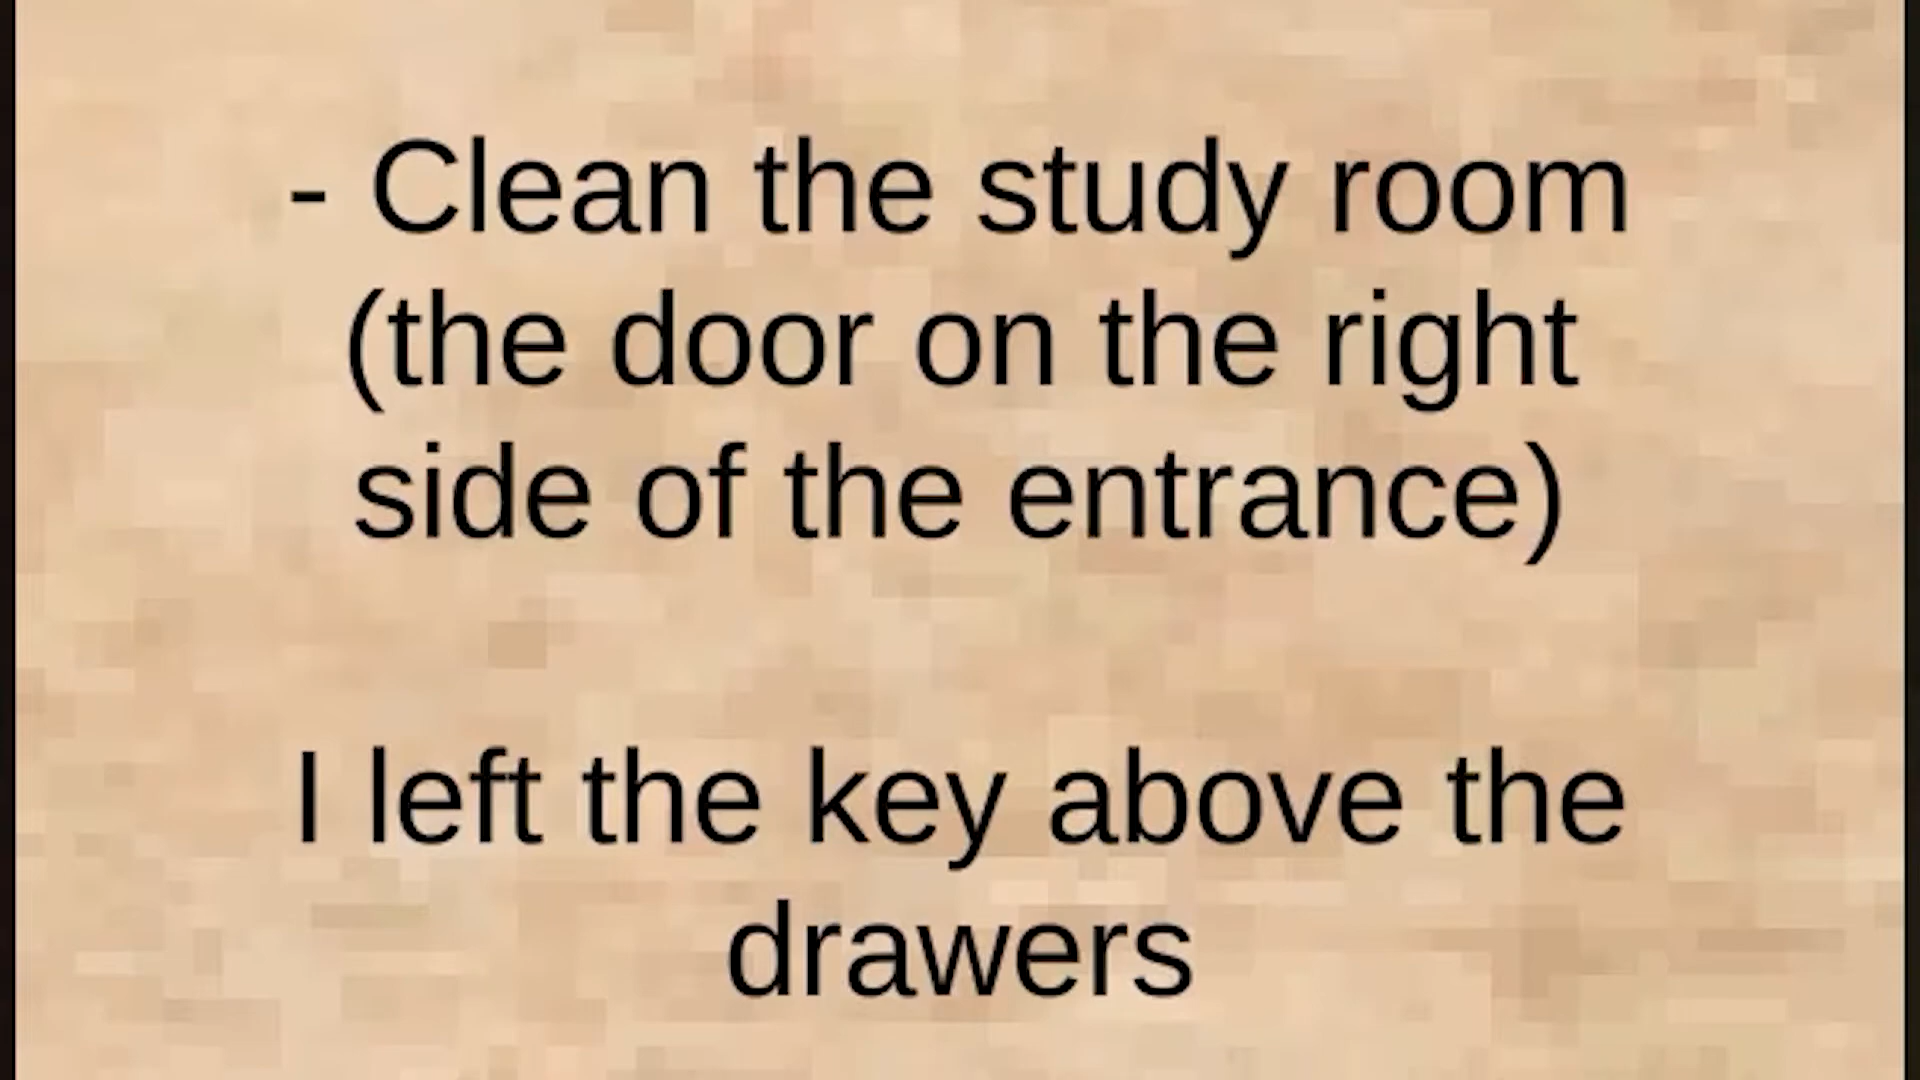 - Clean the study room
(the door on the right
side of the entrance)
I left the key above the
drawers